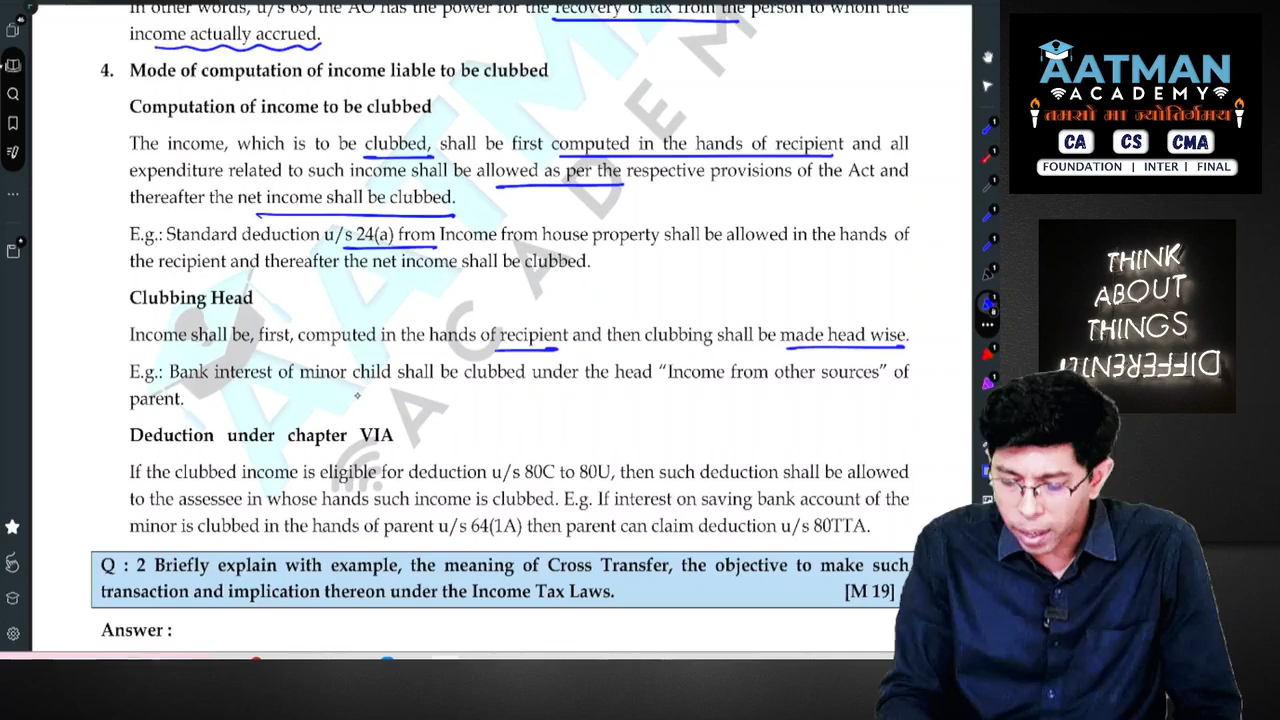 In other words, u/s 65, the AO has the power for the recovery of tax from the person to whom the
income actually accrued.
4. Mode of computation of income liable to be clubbed
Computation of income to be clubbed
The income, which is to be clubbed, shall be first computed in the hands of recipient and all
expenditure related to such income shall be allowed as per the respective provisions of the Act and
thereafter the net income shall be clubbed.
E.g.: Standard deduction u/s 24(a) from Income from house property shall be allowed in the hands of
the recipient and thereafter the net income shall be clubbed.
Clubbing Head
Income shall be, first, computed in the hands of recipient and then clubbing shall be made head wise.
E.g.: Bank interest of minor child shall be clubbed under the head “Income from other sources” of
parent.
Deduction under chapter VIA
If the clubbed income is eligible for deduction u/s 80C to 80U, then such deduction shall be allowed
to the assessee in whose hands such income is clubbed. E.g. If interest on saving bank account of the
minor is clubbed in the hands of parent u/s 64(1A) then parent can claim deduction u/s 80TTA.
Q : 2 Briefly explain with example, the meaning of Cross Transfer, the objective to make such
transaction and implication thereon under the Income Tax Laws. [M 19]
Answer :
AATMAN
ACADEMY
तमसो मा ज्योतिर्गमय
CA CS CMA
FOUNDATION | INTER | FINAL
THINK
ABOUT
THINGS
DIFFERENTLY